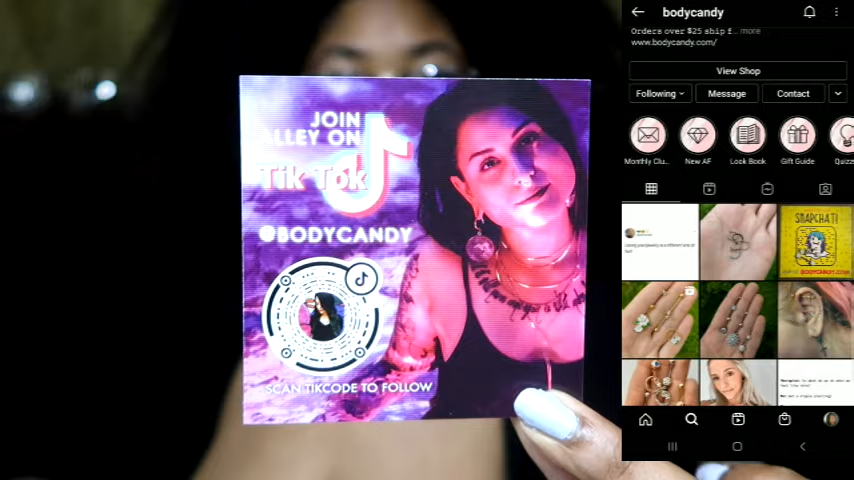 JOIN
ALLEY ON
Tik Tok
@BODYCANDY
SCAN TIKCODE TO FOLLOW
bodycandy
Orders over $25 ship f… more
www.bodycandy.com/
View Shop
Following
Message
Contact
Monthly Clu...
New AF
Look Book
Gift Guide
Quizz
SNAPCHAT!
BODYCANDY.COM